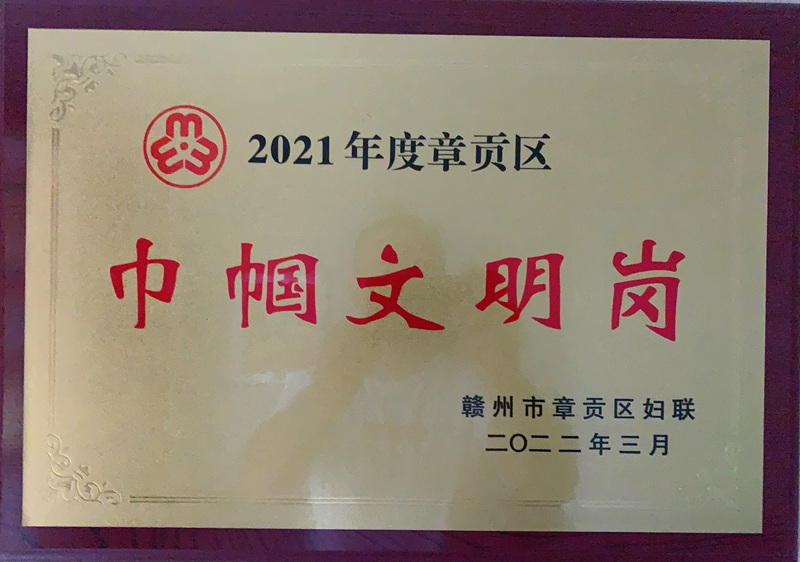 2021年度章贡区
巾帼文明岗
赣州市章贡区妇联
二〇二二年三月